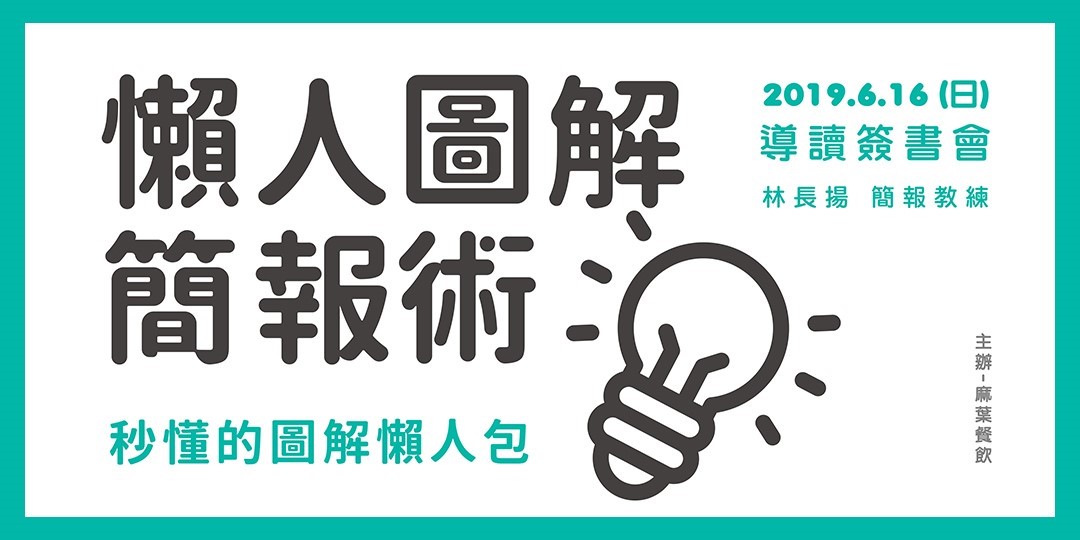 懶人圖解
簡報術
秒懂的圖解懶人包
2019.6.16 (日)
導讀簽書會
林長揚 簡報教練
主辦-麻葉餐飲